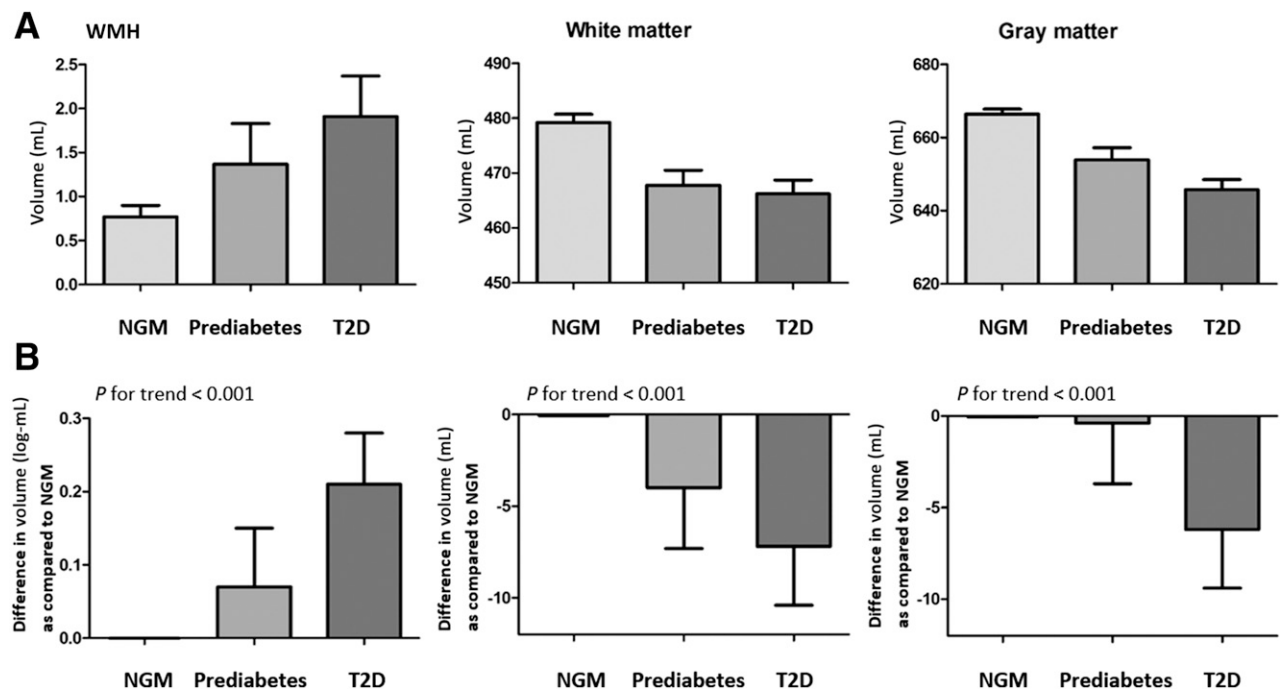 A
WMH
White matter
Gray matter
Volume (mL)
2.5
2.0
1.5
1.0
0.5
0.0
NGM Prediabetes T2D
Volume (mL)
490
480
470
460
450
NGM Prediabetes T2D
Volume (mL)
680
660
640
620
NGM Prediabetes T2D
B
P for trend < 0.001
Difference in volume (log-mL)
as compared to NGM
0.3
0.2
0.1
0.0
NGM Prediabetes T2D
P for trend < 0.001
Difference in volume (mL)
as compared to NGM
0
-5
-10
NGM Prediabetes T2D
P for trend < 0.001
Difference in volume (mL)
as compared to NGM
0
-5
-10
NGM Prediabetes T2D